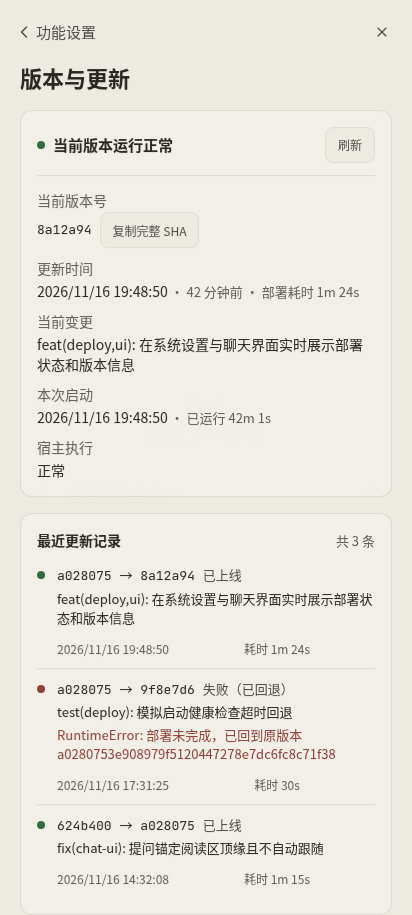 功能设置
版本与更新
当前版本运行正常
刷新
当前版本号
8a12a94 复制完整 SHA
更新时间
2026/11/16 19:48:50 · 42 分钟前 · 部署耗时 1m 24s
当前变更
feat(deploy,ui): 在系统设置与聊天界面实时展示部署
状态和版本信息
本次启动
2026/11/16 19:48:50 · 已运行 42m 1s
宿主执行
正常
最近更新记录 共 3 条
a028075 → 8a12a94 已上线
feat(deploy,ui): 在系统设置与聊天界面实时展示部署状
态和版本信息
2026/11/16 19:48:50 耗时 1m 24s
a028075 → 9f8e7d6 失败（已回退）
test(deploy): 模拟启动健康检查超时回退
RuntimeError: 部署未完成，已回到原版本
a0280753e908979f5120447278e7dc6fc8c71f38
2026/11/16 17:31:25 耗时 30s
624b400 → a028075 已上线
fix(chat-ui): 提问锚定阅读区顶缘且不自动跟随
2026/11/16 14:32:08 耗时 1m 15s